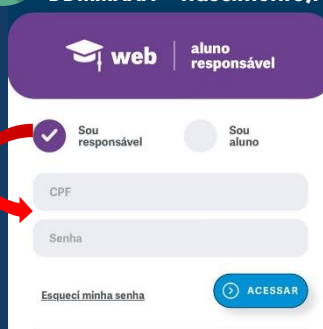 web
aluno
responsável
Sou
responsável
Sou
aluno
CPF
Senha
Esqueci minha senha
ACESSAR